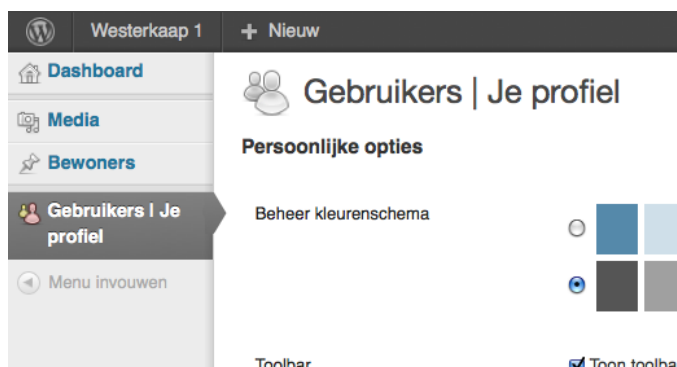 Westerkaap 1 + Nieuw
Dashboard
Media
Bewoners
Gebruikers | Je
profiel
Menu invouwen
Gebruikers | Je profiel
Persoonlijke opties
Beheer kleurenschema
Toolbar
Toon toolba